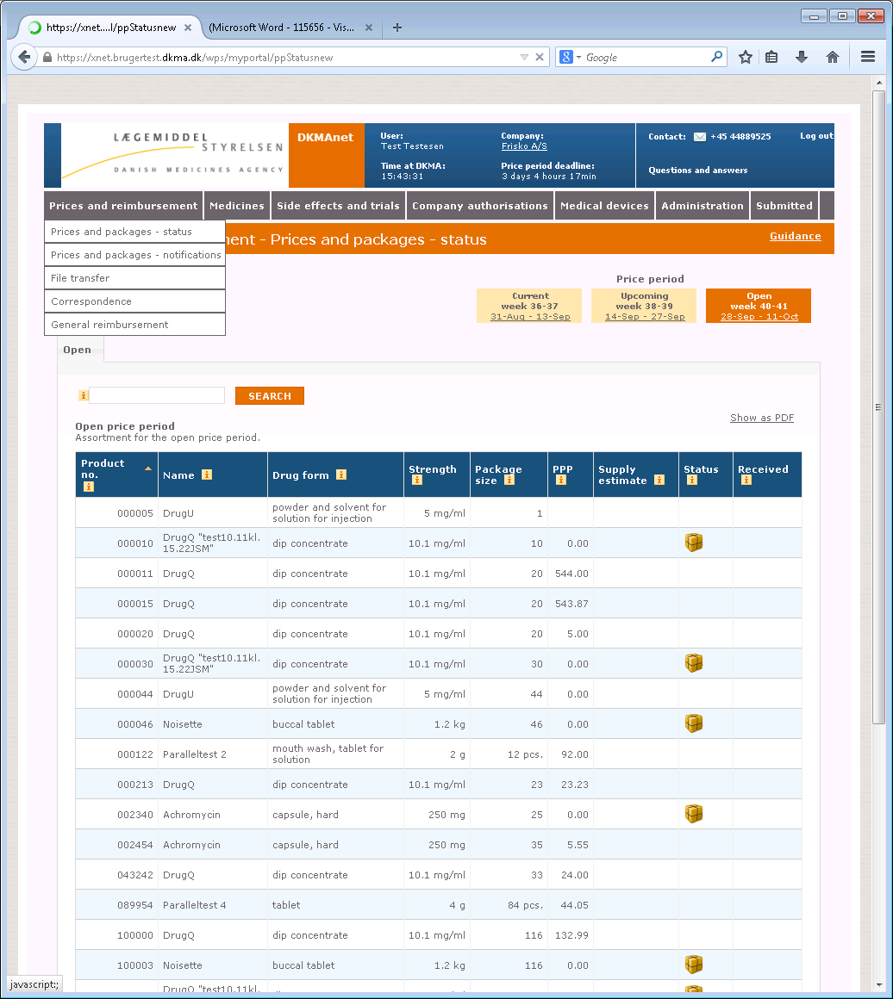 https://xnet....l/ppStatusnew
(Microsoft Word - 115656 - Vis...
https://xnet.brugertest.dkma.dk/wps/myportal/ppStatusnew
Google
LÆGEMIDDEL
STYRELSEN
DANISH MEDICINES AGENCY
DKMAnet
User:
Test Testesen
Time at DKMA:
15:43:31
Company:
Frisko A/S
Price period deadline:
3 days 4 hours 17min
Contact: +45 44889525
Log out
Questions and answers
Prices and reimbursement Medicines Side effects and trials Company authorisations Medical devices Administration Submitted
Prices and packages - status
Prices and packages - notifications
File transfer
Correspondence
General reimbursement
ment - Prices and packages - status
Guidance
Price period
Current
week 36-37
31-Aug - 13-Sep
Upcoming
week 38-39
14-Sep - 27-Sep
Open
week 40-41
28-Sep - 11-Oct
Open
SEARCH
Show as PDF
Open price period
Assortment for the open price period.
Product no. Name Drug form Strength Package size PPP Supply estimate Status Received
000005 DrugU powder and solvent for solution for injection 5 mg/ml 1
000010 DrugQ "test10.11kl. 15.22JSM" dip concentrate 10.1 mg/ml 10 0.00
000011 DrugQ dip concentrate 10.1 mg/ml 20 544.00
000015 DrugQ dip concentrate 10.1 mg/ml 20 543.87
000020 DrugQ dip concentrate 10.1 mg/ml 20 5.00
000030 DrugQ "test10.11kl. 15.22JSM" dip concentrate 10.1 mg/ml 30 0.00
000044 DrugU powder and solvent for solution for injection 5 mg/ml 44 0.00
000046 Noisette buccal tablet 1.2 kg 46 0.00
000122 Paralleltest 2 mouth wash, tablet for solution 2 g 12 pcs. 92.00
000213 DrugQ dip concentrate 10.1 mg/ml 23 23.23
002340 Achromycin capsule, hard 250 mg 25 0.00
002454 Achromycin capsule, hard 250 mg 35 5.55
043242 DrugQ dip concentrate 10.1 mg/ml 33 24.00
089954 Paralleltest 4 tablet 4 g 84 pcs. 44.05
100000 DrugQ dip concentrate 10.1 mg/ml 116 132.99
100003 Noisette buccal tablet 1.2 kg 116 0.00
DrugQ "test10.11kl.
javascript:;